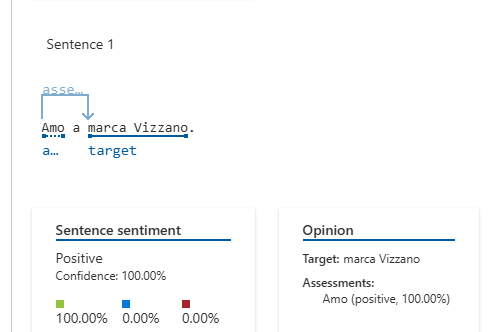 Sentence 1
asse…
Amo a marca Vizzano.
a… target
Sentence sentiment
Positive
Confidence: 100.00%
100.00% 0.00% 0.00%
Opinion
Target: marca Vizzano
Assessments:
Amo (positive, 100.00%)